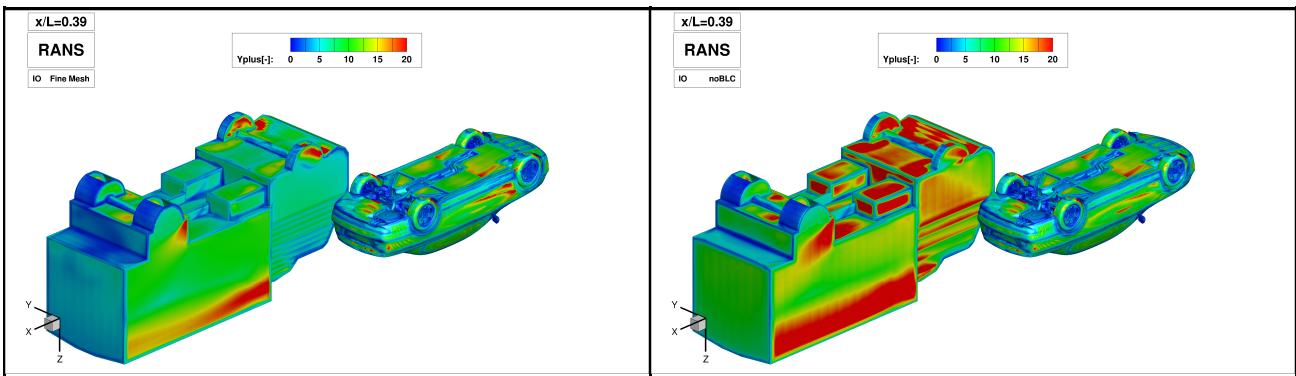 x/L=0.39
RANS
IO Fine Mesh
Yplus[-]: 0 5 10 15 20
Y
X
Z
x/L=0.39
RANS
IO noBLC
Yplus[-]: 0 5 10 15 20
Y
X
Z